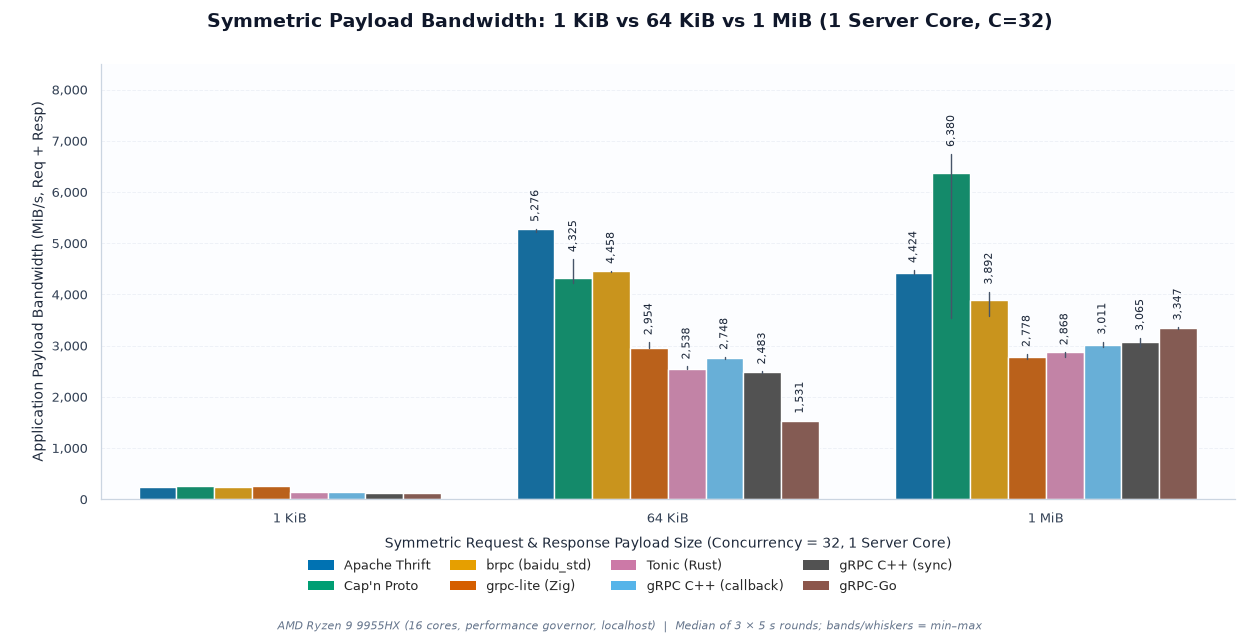 Symmetric Payload Bandwidth: 1 KiB vs 64 KiB vs 1 MiB (1 Server Core, C=32)
Application Payload Bandwidth (MiB/s, Req + Resp)
8,000
7,000
6,000
5,000
4,000
3,000
2,000
1,000
0
5,276
4,325
4,458
2,954
2,538
2,748
2,483
1,531
4,424
6,380
3,892
2,778
2,868
3,011
3,065
3,347
1 KiB
64 KiB
1 MiB
Symmetric Request & Response Payload Size (Concurrency = 32, 1 Server Core)
Apache Thrift
Cap'n Proto
brpc (baidu_std)
grpc-lite (Zig)
Tonic (Rust)
gRPC C++ (callback)
gRPC C++ (sync)
gRPC-Go
AMD Ryzen 9 9955HX (16 cores, performance governor, localhost) | Median of 3 × 5 s rounds; bands/whiskers = min–max